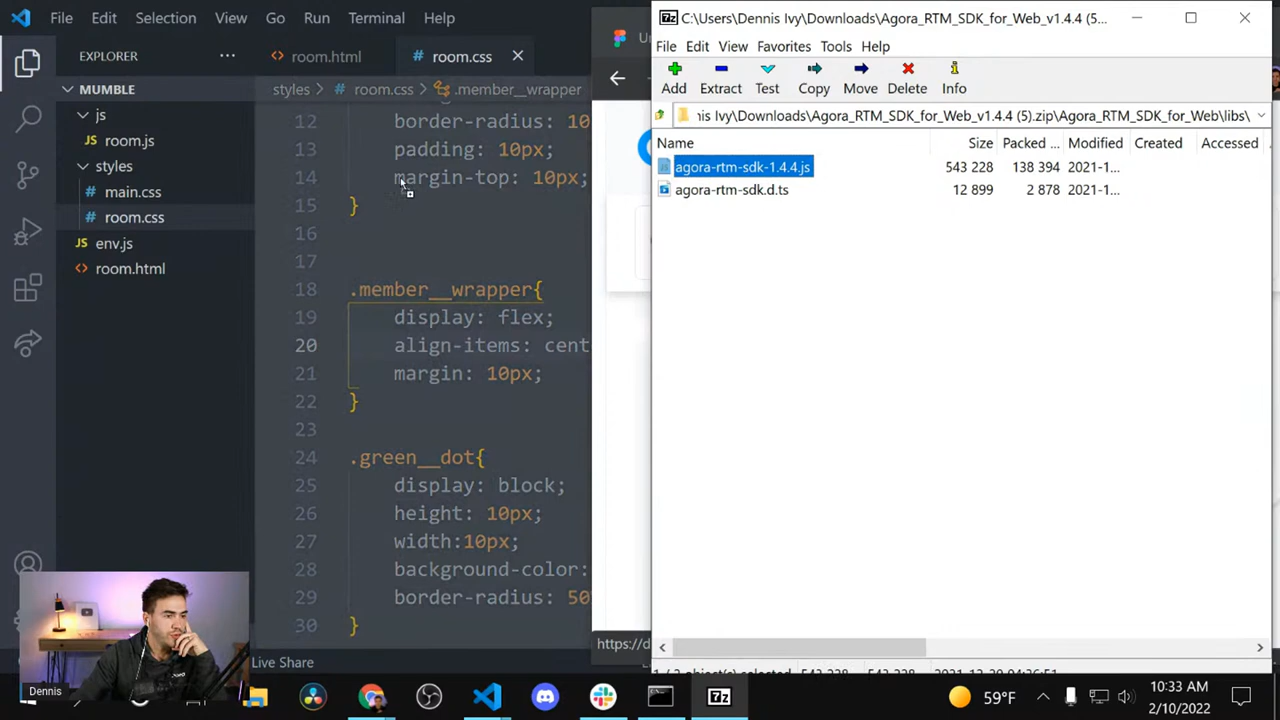 File Edit Selection View Go Run Terminal Help
EXPLORER
MUMBLE
js
room.js
styles
main.css
room.css
env.js
room.html
room.html
room.css
styles > room.css > .member__wrapper
12 border-radius: 10
13 padding: 10px;
14 margin-top: 10px;
15 }
16
17
18 .member__wrapper{
19 display: flex;
20 align-items: cent
21 margin: 10px;
22 }
23
24 .green__dot{
25 display: block;
26 height: 10px;
27 width:10px;
28 background-color:
29 border-radius: 50
30 }
Live Share
https://d
C:\Users\Dennis Ivy\Downloads\Agora_RTM_SDK_for_Web_v1.4.4 (5...
File Edit View Favorites Tools Help
Add Extract Test Copy Move Delete Info
nis Ivy\Downloads\Agora_RTM_SDK_for_Web_v1.4.4 (5).zip\Agora_RTM_SDK_for_Web\libs\
Name Size Packed ... Modified Created Accessed
agora-rtm-sdk-1.4.4.js 543 228 138 394 2021-1...
agora-rtm-sdk.d.ts 12 899 2 878 2021-1...
Dennis
59°F
10:33 AM
2/10/2022